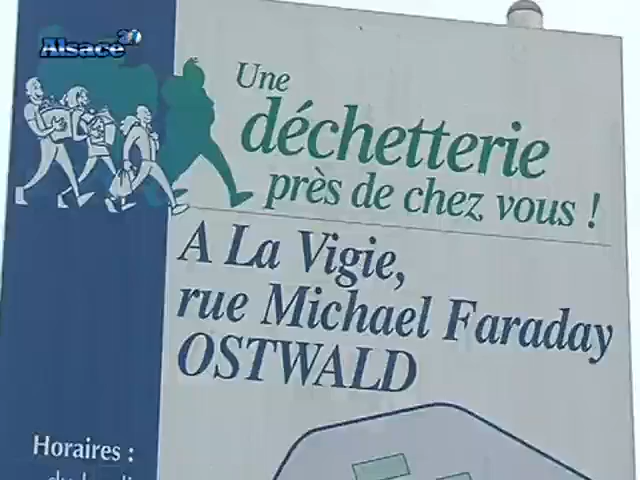 Alsace 20
Une
déchetterie
près de chez vous !
A La Vigie,
rue Michael Faraday
OSTWALD
Horaires :